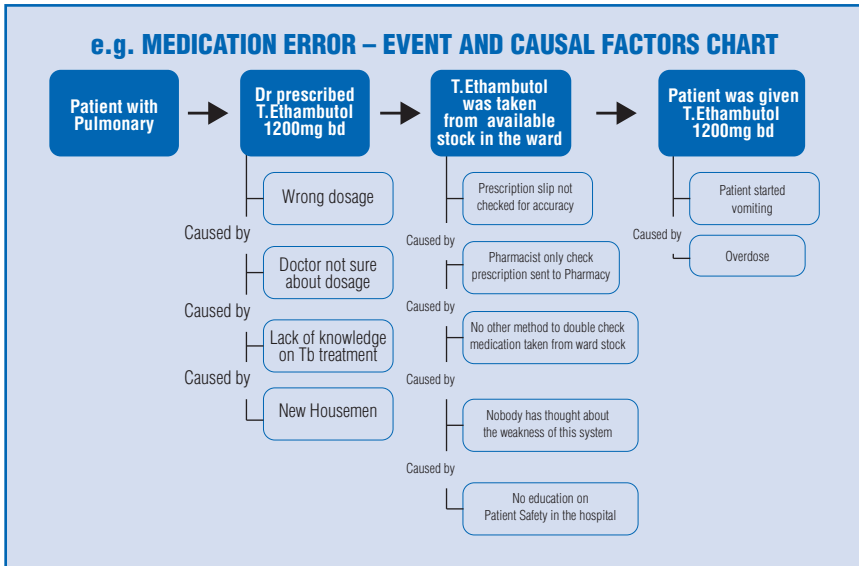 e.g. MEDICATION ERROR – EVENT AND CAUSAL FACTORS CHART
Patient with
Pulmonary
Dr prescribed
T.Ethambutol
1200mg bd
T.Ethambutol
was taken
from available
stock in the ward
Patient was given
T.Ethambutol
1200mg bd
Wrong dosage
Caused by
Doctor not sure
about dosage
Caused by
Lack of knowledge
on Tb treatment
Caused by
New Housemen
Prescription slip not
checked for accuracy
Caused by
Pharmacist only check
prescription sent to Pharmacy
Caused by
No other method to double check
medication taken from ward stock
Caused by
Nobody has thought about
the weakness of this system
Caused by
No education on
Patient Safety in the hospital
Patient started
vomiting
Caused by
Overdose